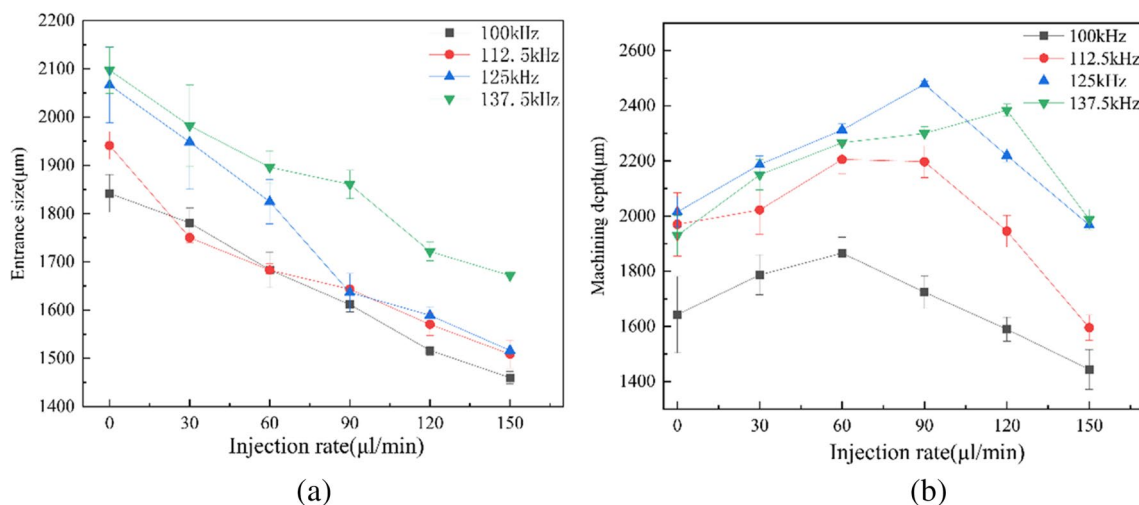 (a)
2200
2100
2000
1900
1800
1700
1600
1500
1400
Entrance size(μm)
100kHz
112. 5kHz
125kHz
137. 5kHz
0 30 60 90 120 150
Injection rate(μl/min)
(a)
(b)
2600
2400
2200
2000
1800
1600
1400
Machining depth(μm)
100kHz
112.5kHz
125kHz
137.5kHz
0 30 60 90 120 150
Injection rate(μl/min)
(b)